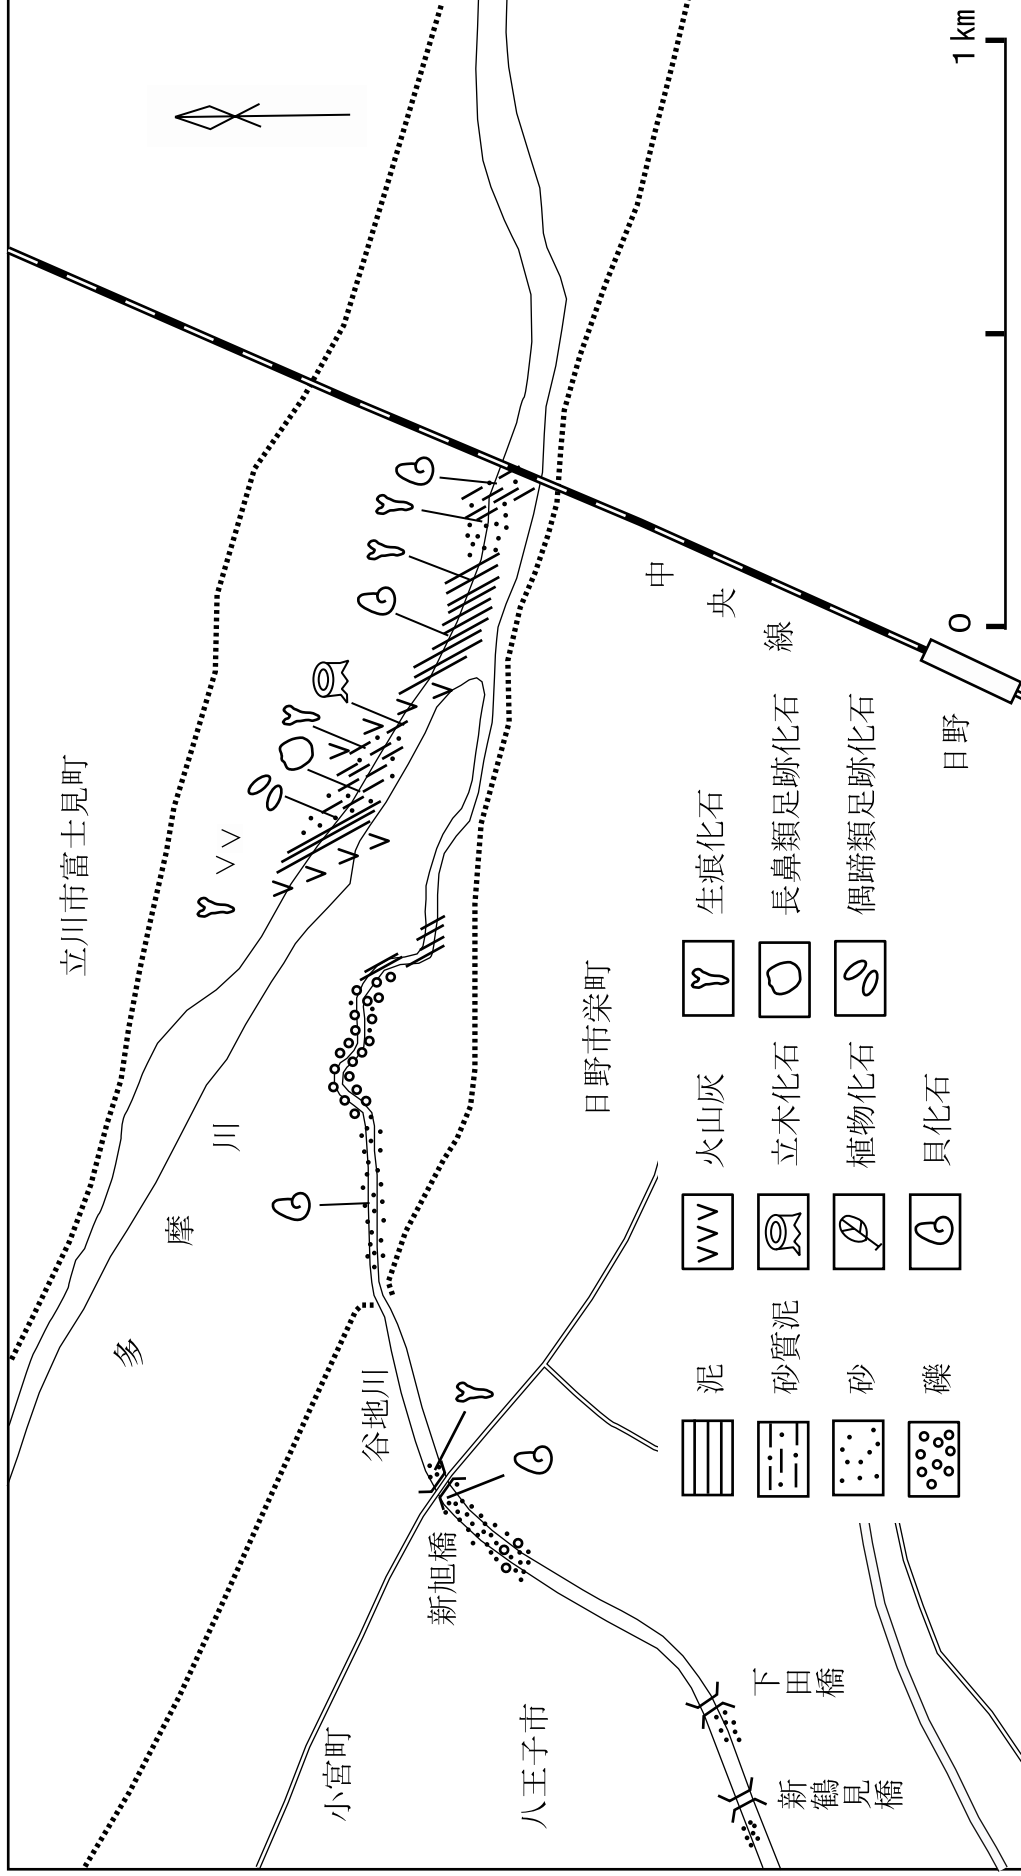 立川市富士見町
多摩川
谷地川
日野市栄町
中央線
日野
新旭橋
小宮町
八王子市
下田橋
新鶴見橋
泥
砂質泥
砂
礫
火山灰
立木化石
植物化石
貝化石
生痕化石
長鼻類足跡化石
偶蹄類足跡化石
0
1km